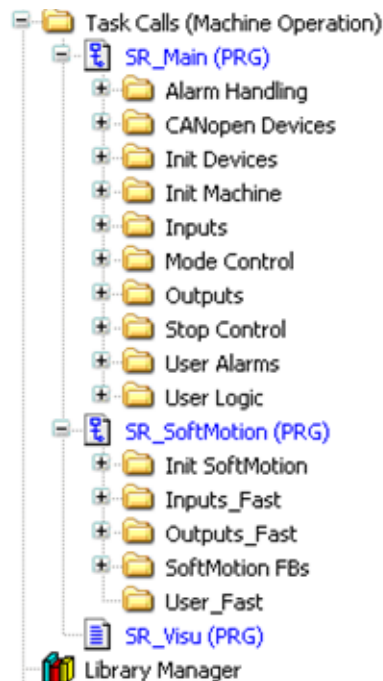 Task Calls (Machine Operation)
SR_Main (PRG)
Alarm Handling
CANopen Devices
Init Devices
Init Machine
Inputs
Mode Control
Outputs
Stop Control
User Alarms
User Logic
SR_SoftMotion (PRG)
Init SoftMotion
Inputs_Fast
Outputs_Fast
SoftMotion FBs
User_Fast
SR_Visu (PRG)
Library Manager